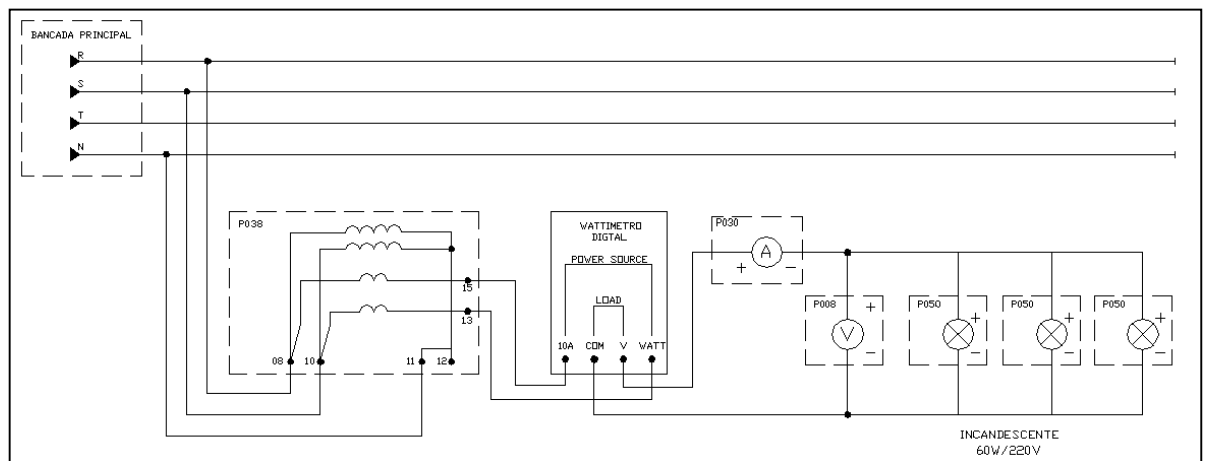 BANCADA PRINCIPAL
R
S
T
N
P038
15
13
08
10
11
12
WATTIMETRO
DIGTAL
POWER SOURCE
LOAD
10A COM V WATT
P030
A
+ -
P008
+
V
-
P050
+
-
P050
+
-
P050
+
-
INCANDESCENTE
60W/220V